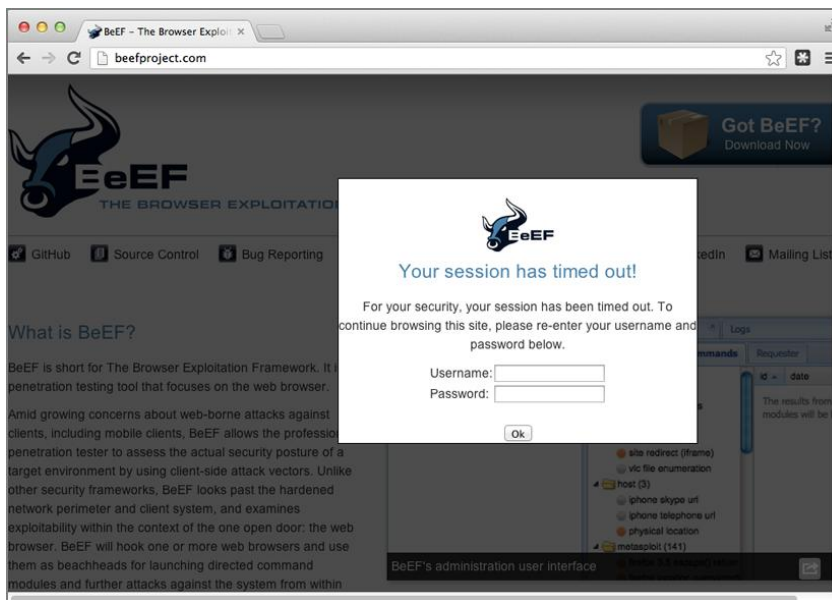 BeEF - The Browser Exploi
beefproject.com
BeEF
THE BROWSER EXPLOITATIO
Got BeEF?
Download Now
GitHub
Source Control
Bug Reporting
kedIn
Mailing List
BeEF
Your session has timed out!
For your security, your session has been timed out. To
continue browsing this site, please re-enter your username and
password below.
Username:
Password:
Ok
What is BeEF?
BeEF is short for The Browser Exploitation Framework. It i
penetration testing tool that focuses on the web browser.
Amid growing concerns about web-borne attacks against
clients, including mobile clients, BeEF allows the profession
penetration tester to assess the actual security posture of a
target environment by using client-side attack vectors. Unlike
other security frameworks, BeEF looks past the hardened
network perimeter and client system, and examines
exploitability within the context of the one open door: the web
browser. BeEF will hook one or more web browsers and use
them as beachheads for launching directed command
modules and further attacks against the system from within
Logs
mmands
Requestor
id
date
The results from
modules will be
site redirect (iframe)
vlc file enumeration
host (3)
iphone skype url
iphone telephone url
physical location
metasploit (141)
BeEF's administration user interface